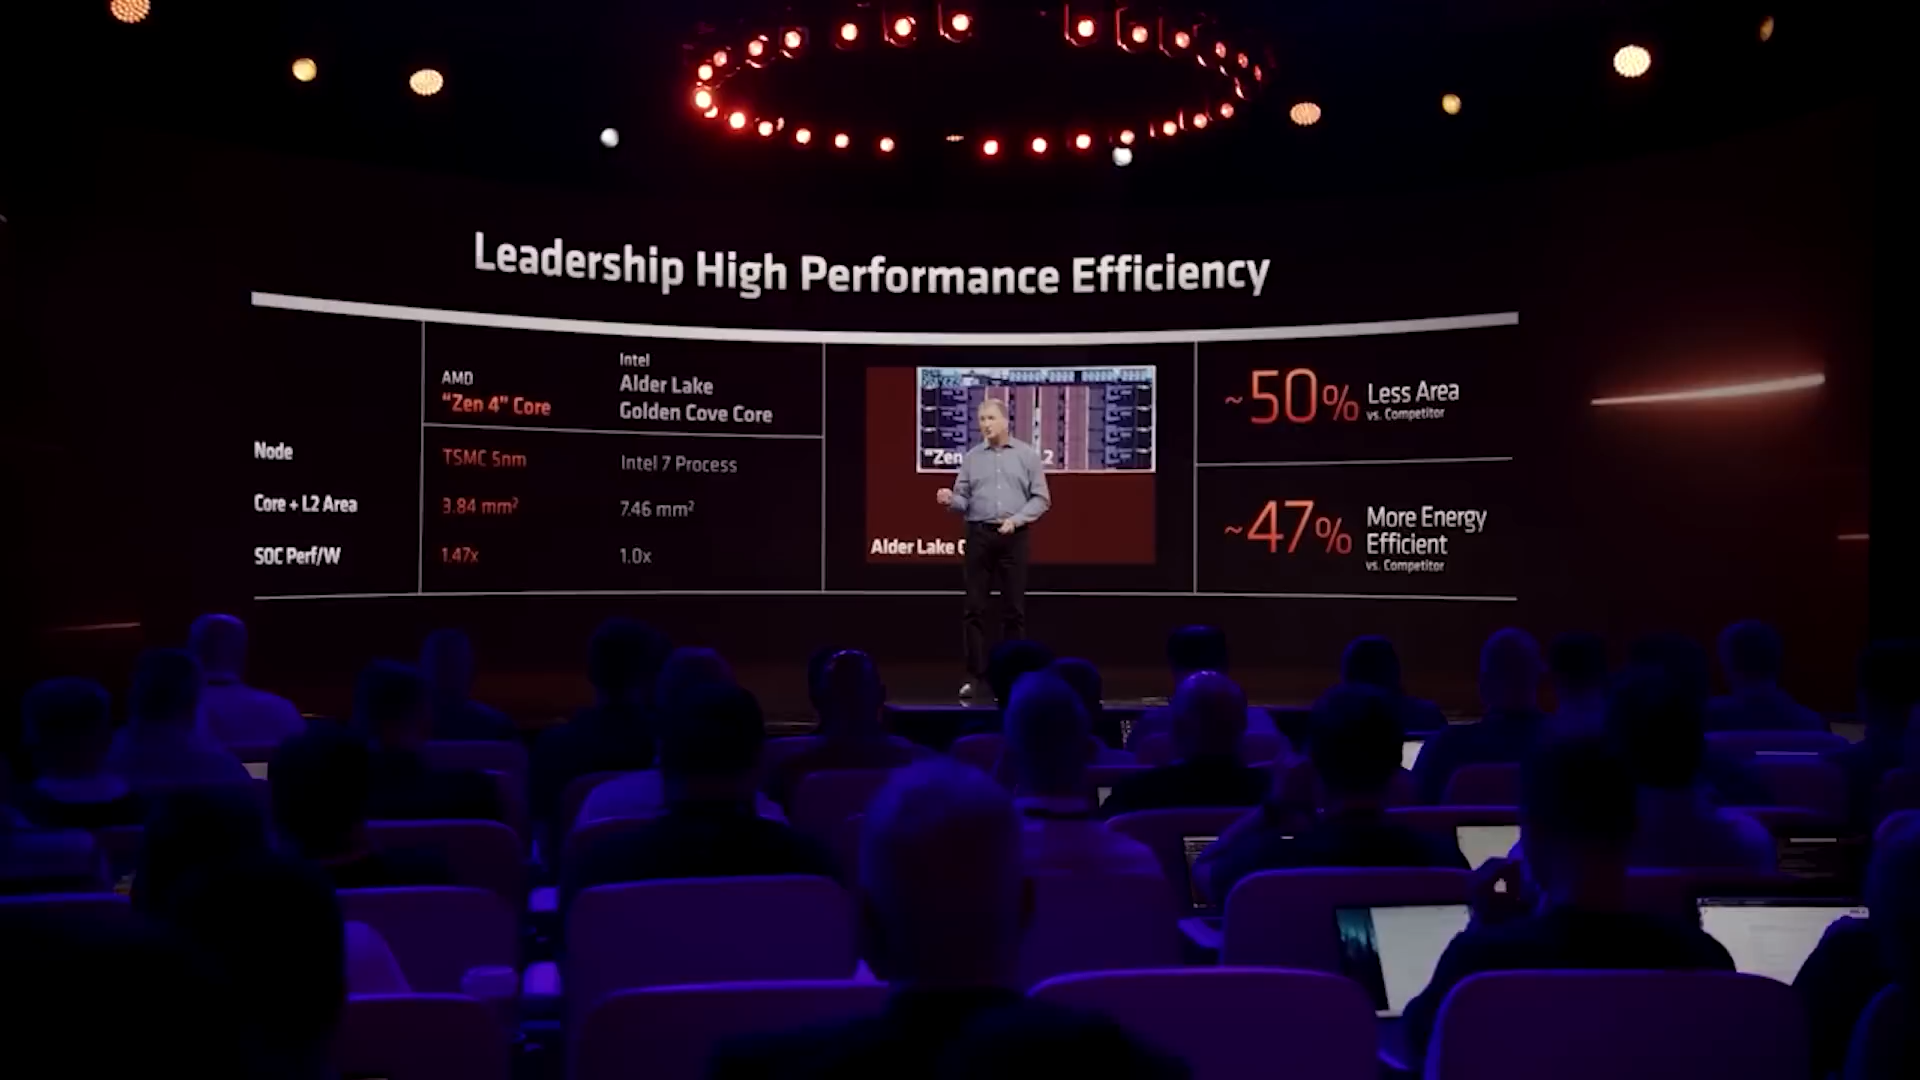 Leadership High Performance Efficiency
AMD
“Zen 4” Core
Intel
Alder Lake
Golden Cove Core
Node
TSMC 5nm
Intel 7 Process
Core + L2 Area
3.84 mm²
7.46 mm²
SOC Perf/W
1.47x
1.0x
“Zen
2
Alder Lake
~50% Less Area
vs. Competitor
~47% More Energy
Efficient
vs. Competitor